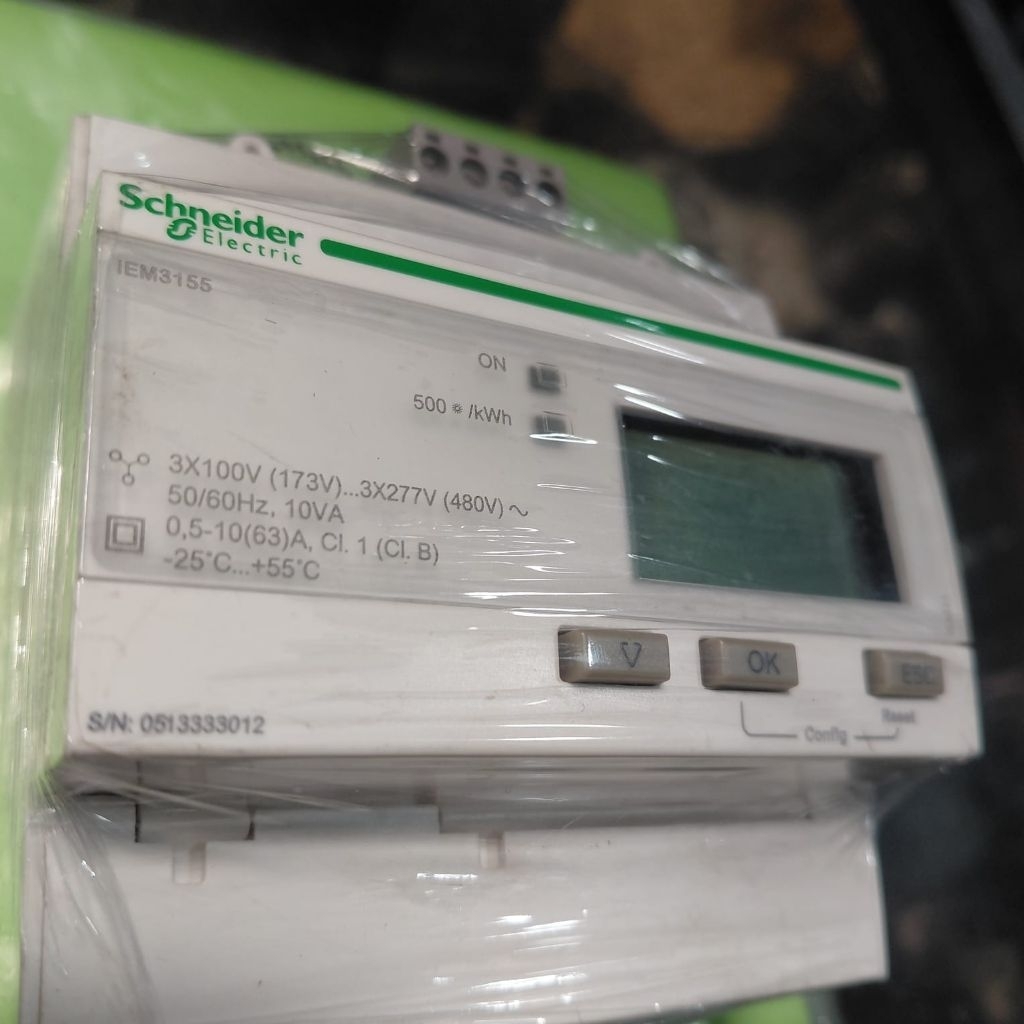 Schneider
Electric
iEM3155
ON
500 ☀/kWh
3X100V (173V)...3X277V (480V) ~
50/60Hz, 10VA
0,5-10(63)A, Cl. 1 (Cl. B)
-25°C...+55°C
OK
ESC
Reset
Config
S/N: 0513333012